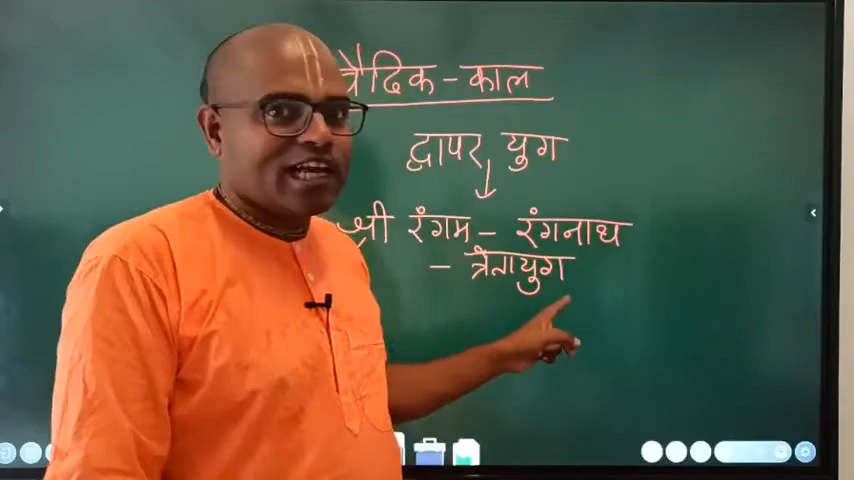 त्रैदिक - काल
द्वापर युग
श्री रंगम - रंगनाथ
- त्रेतायुग